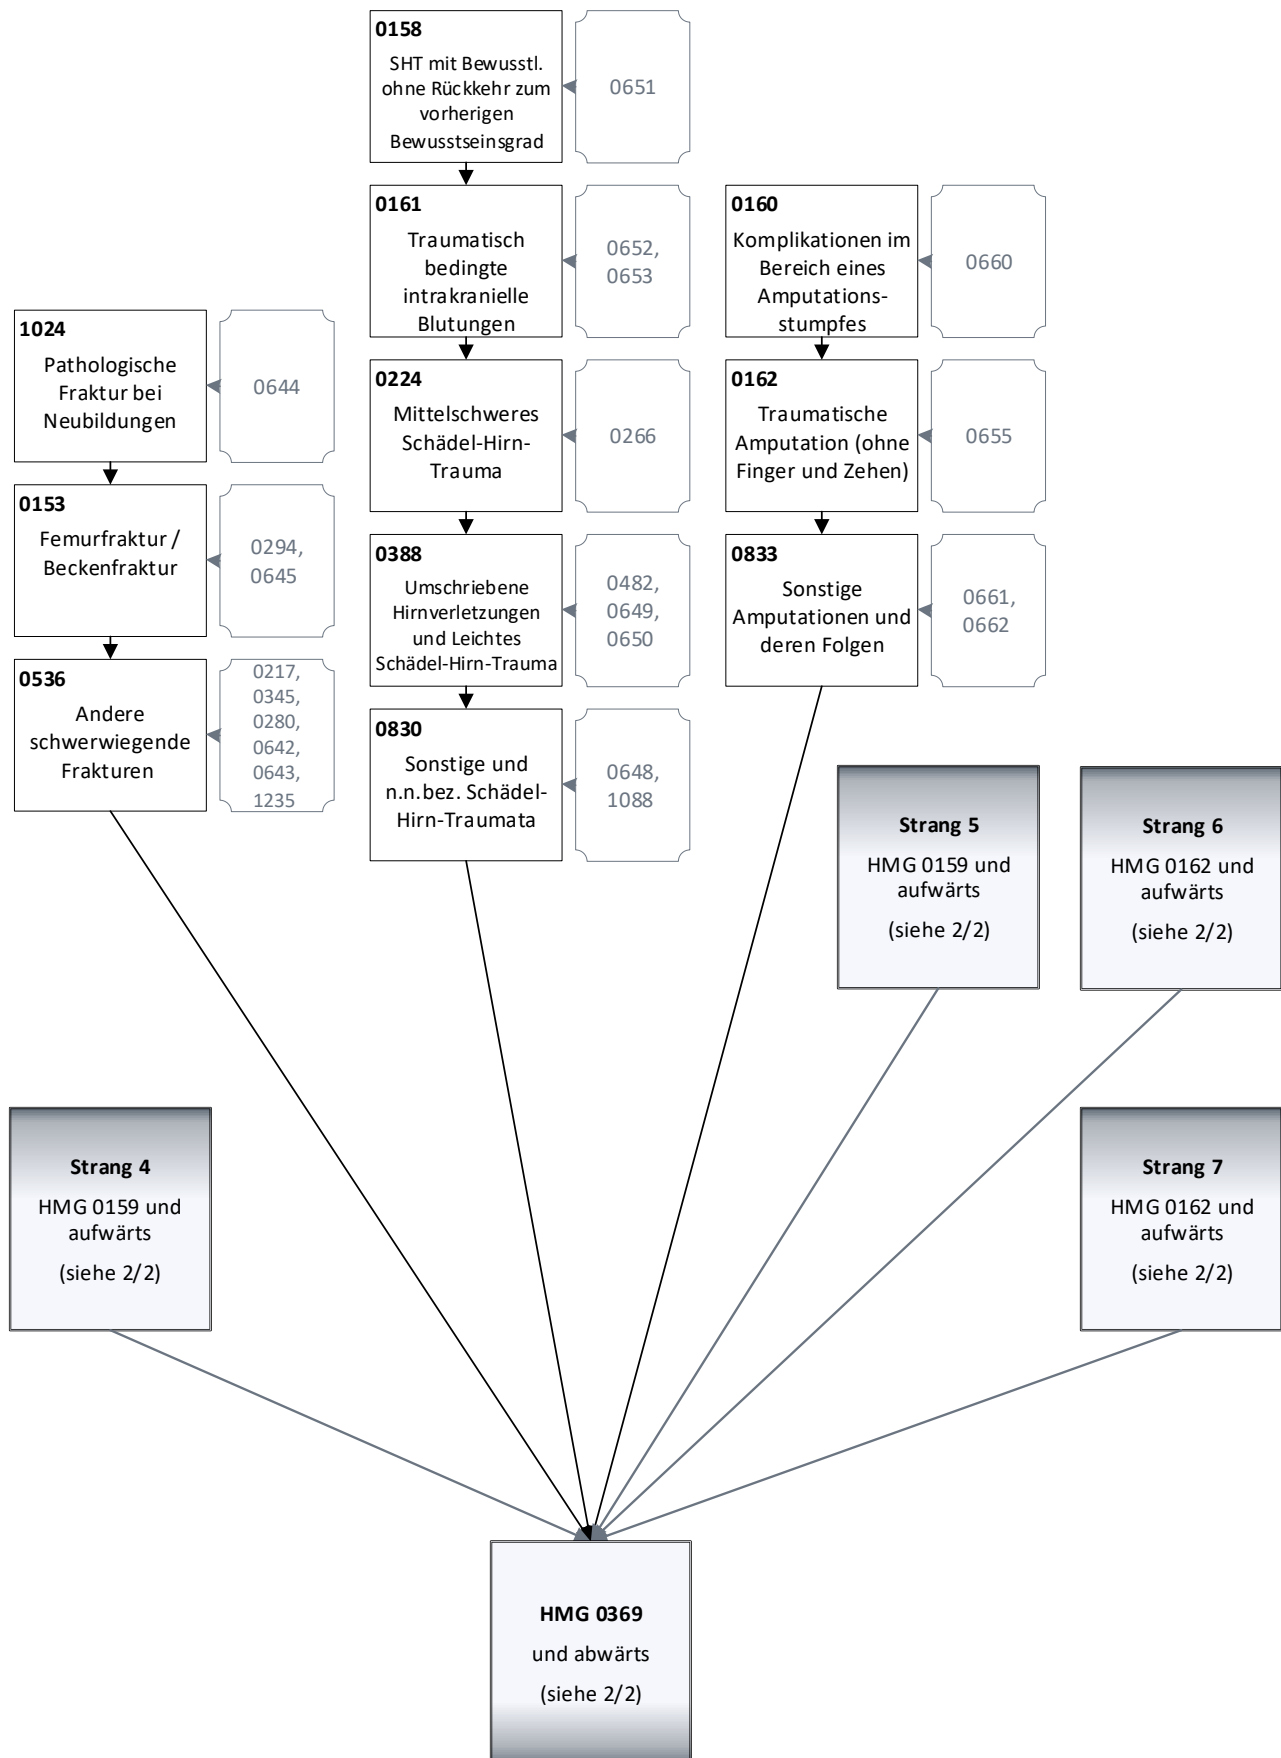 0158
SHT mit Bewusstl.
ohne Rückkehr zum
vorherigen
Bewusstseinsgrad
0651
0161
Traumatisch
bedingte
intrakranielle
Blutungen
0652,
0653
0160
Komplikationen im
Bereich eines
Amputations-
stumpfes
0660
1024
Pathologische
Fraktur bei
Neubildungen
0644
0224
Mittelschweres
Schädel-Hirn-
Trauma
0266
0162
Traumatische
Amputation (ohne
Finger und Zehen)
0655
0153
Femurfraktur /
Beckenfraktur
0294,
0645
0388
Umschriebene
Hirnverletzungen
und Leichtes
Schädel-Hirn-Trauma
0482,
0649,
0650
0833
Sonstige
Amputationen und
deren Folgen
0661,
0662
0536
Andere
schwerwiegende
Frakturen
0217,
0345,
0280,
0642,
0643,
1235
0830
Sonstige und
n.n.bez. Schädel-
Hirn-Traumata
0648,
1088
Strang 5
HMG 0159 und
aufwärts
(siehe 2/2)
Strang 6
HMG 0162 und
aufwärts
(siehe 2/2)
Strang 4
HMG 0159 und
aufwärts
(siehe 2/2)
Strang 7
HMG 0162 und
aufwärts
(siehe 2/2)
HMG 0369
und abwärts
(siehe 2/2)